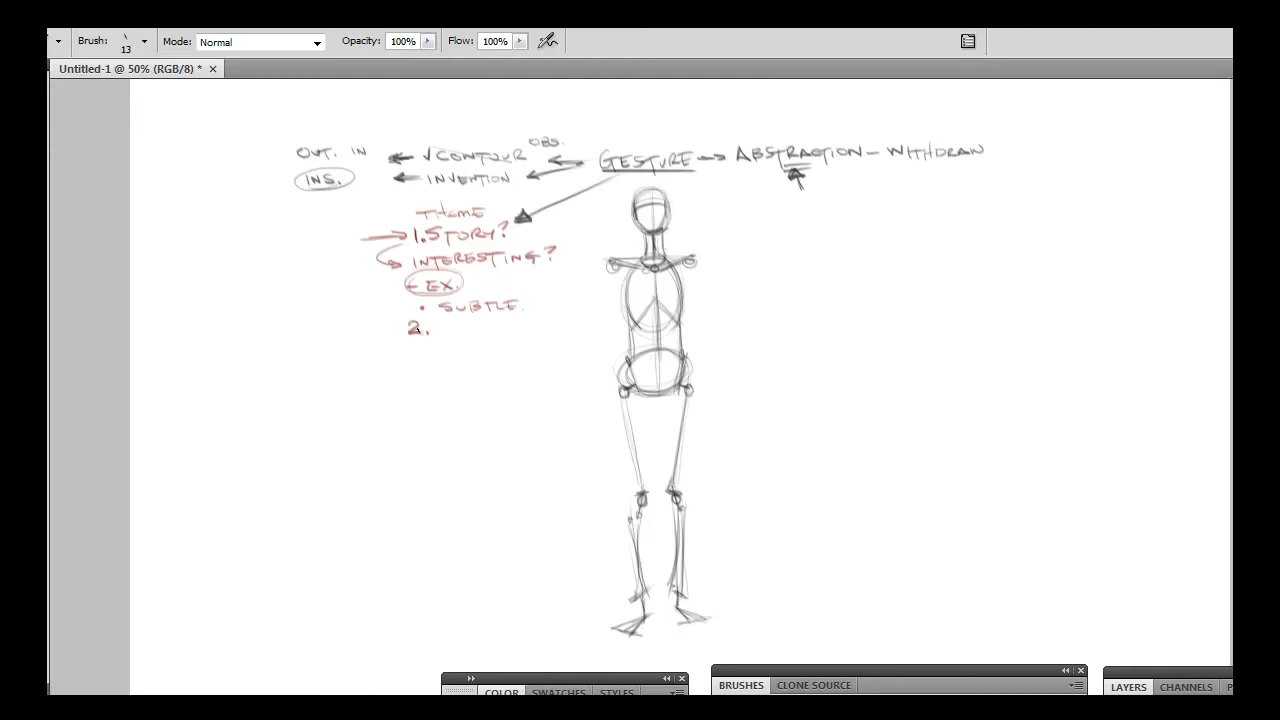 Brush: 13 Mode: Normal Opacity: 100% Flow: 100%
Untitled-1 @ 50% (RGB/8) *
OUT. IN ← √CONTOUR OBS. ← GESTURE → ABSTRACTION - WITHDRAW
INS. ← INVENTION
THEME
1. STORY?
INTERESTING?
- EX.
• SUBTLE.
2.
COLOR SWATCHES STYLES
BRUSHES CLONE SOURCE
LAYERS CHANNELS P